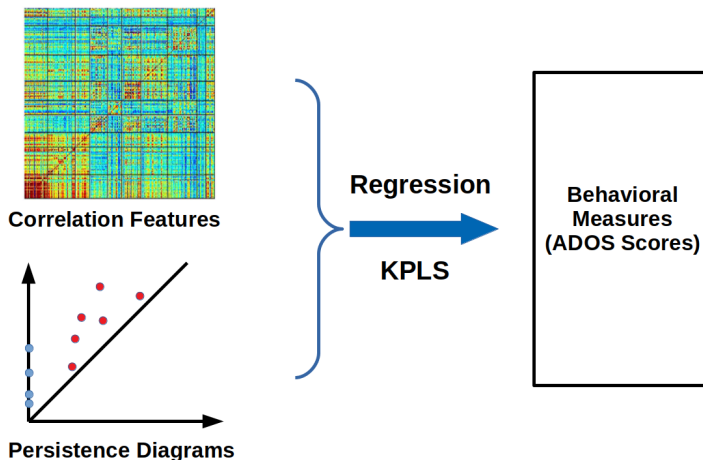 Correlation Features
Persistence Diagrams
Regression
KPLS
Behavioral
Measures
(ADOS Scores)